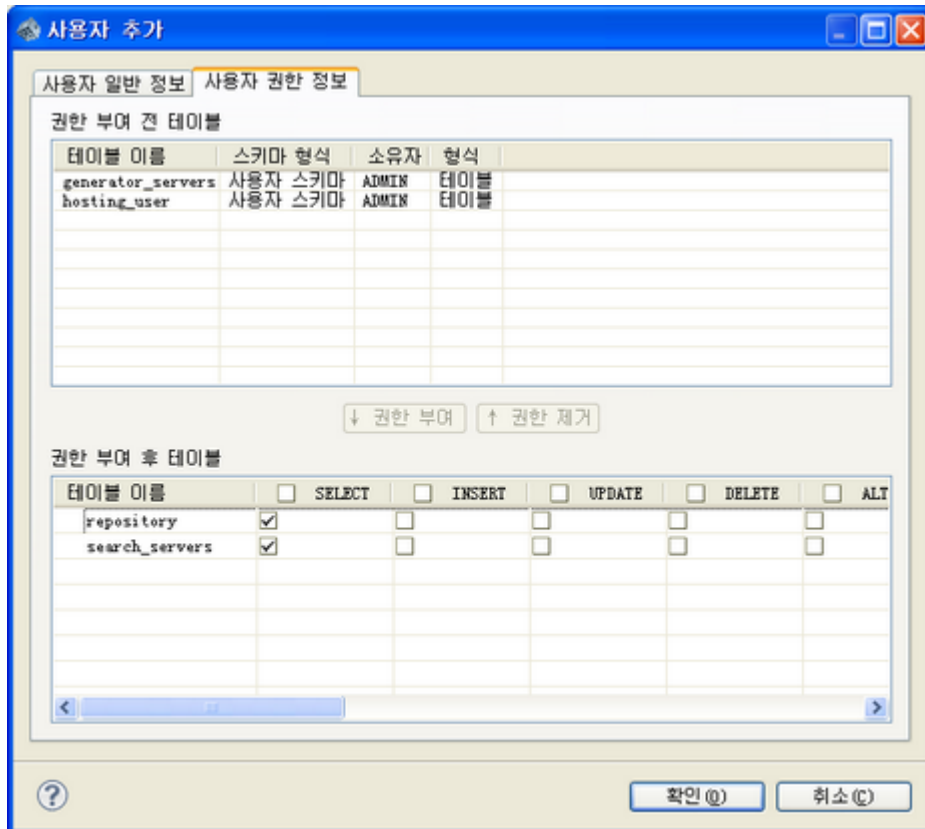 사용자 추가
사용자 일반 정보 사용자 권한 정보
권한 부여 전 테이블
테이블 이름 스키마 형식 소유자 형식
generator_servers 사용자 스키마 ADMIN 테이블
hosting_user 사용자 스키마 ADMIN 테이블
↓ 권한 부여 ↑ 권한 제거
권한 부여 후 테이블
테이블 이름 SELECT INSERT UPDATE DELETE ALT
repository
search_servers
? 확인(O) 취소(C)